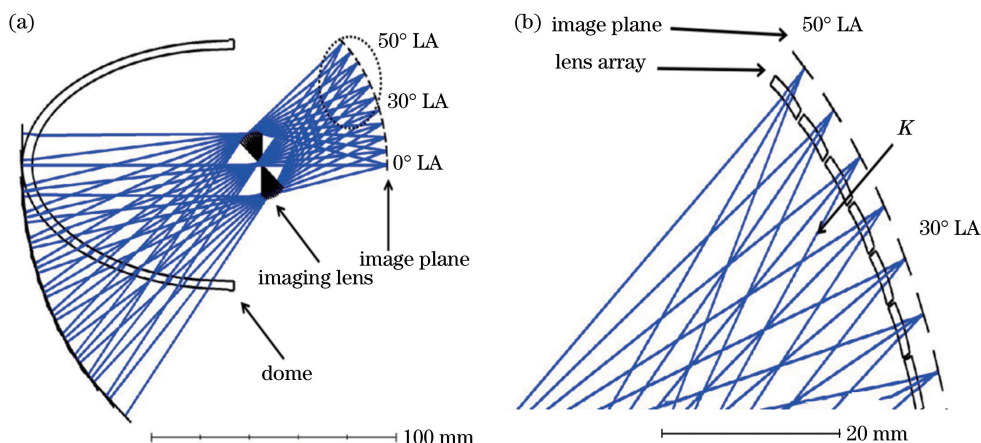 (a)
50° LA
30° LA
0° LA
image plane
imaging lens
dome
100 mm
(b)
image plane
50° LA
lens array
K
30° LA
20 mm